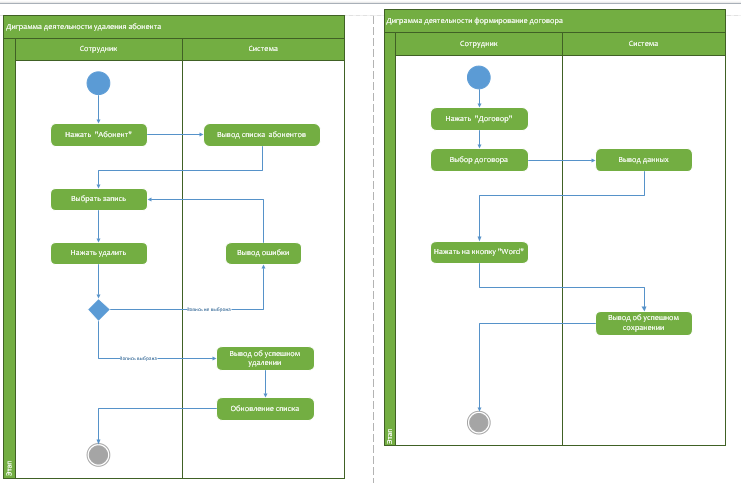 Диграмма деятельности удаления абонента
Сотрудник
Система
Нажать "Абонент"
Вывод списка абонентов
Выбрать запись
Нажать удалить
Вывод ошибки
Запись не выбрана
Запись выбрана
Вывод об успешном
удалении
Обновление списка
Этап
Диграмма деятельности формирование договора
Сотрудник
Система
Нажать "Договор"
Выбор договора
Вывод данных
Нажать на кнопку "Word"
Вывод об успешном
сохранении
Этап